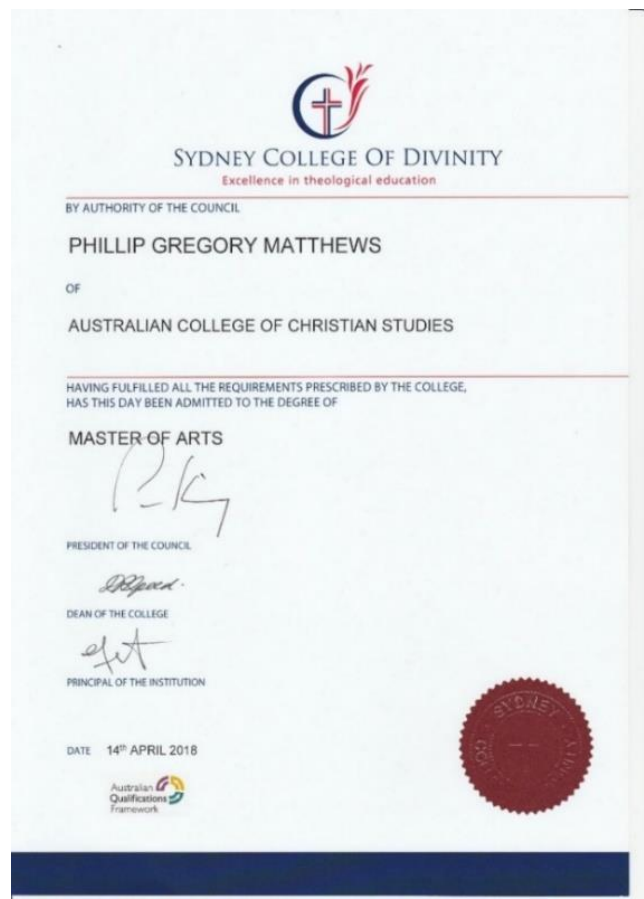 SYDNEY COLLEGE OF DIVINITY
Excellence in theological education
BY AUTHORITY OF THE COUNCIL
PHILLIP GREGORY MATTHEWS
OF
AUSTRALIAN COLLEGE OF CHRISTIAN STUDIES
HAVING FULFILLED ALL THE REQUIREMENTS PRESCRIBED BY THE COLLEGE,
HAS THIS DAY BEEN ADMITTED TO THE DEGREE OF
MASTER OF ARTS
PRESIDENT OF THE COUNCIL
DEAN OF THE COLLEGE
PRINCIPAL OF THE INSTITUTION
SYDNEY
DATE 14th APRIL 2018
Australian
Qualifications
Framework